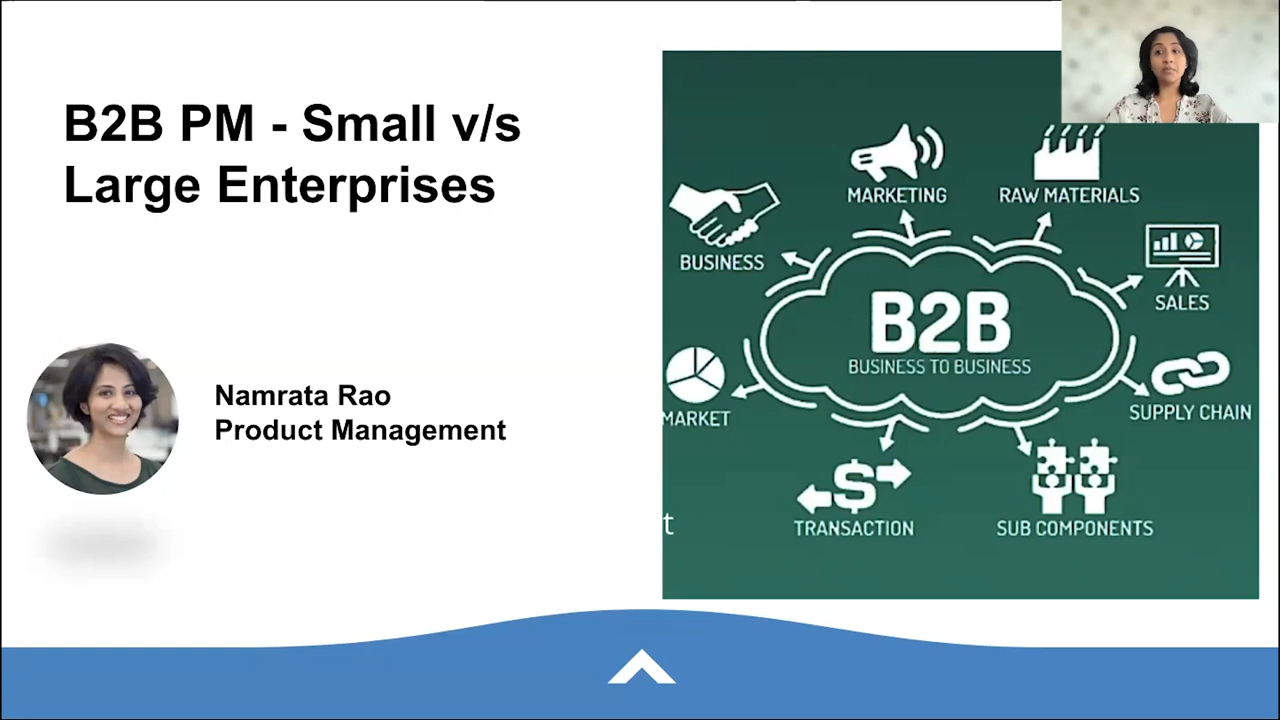 B2B PM - Small v/s
Large Enterprises
Namrata Rao
Product Management
MARKETING
RAW MATERIALS
BUSINESS
SALES
B2B
BUSINESS TO BUSINESS
MARKET
SUPPLY CHAIN
TRANSACTION
SUB COMPONENTS
t